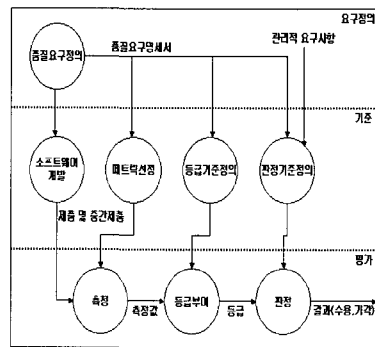 요구정의
품질요구정의
품질요구명세서
관리적 요구사항
기준
소프트웨어
개발
메트릭선정
등급기준정의
판정기준정의
제품 및 중간제품
평가
측정
측정값
등급부여
등급
판정
결과(수용,기각)